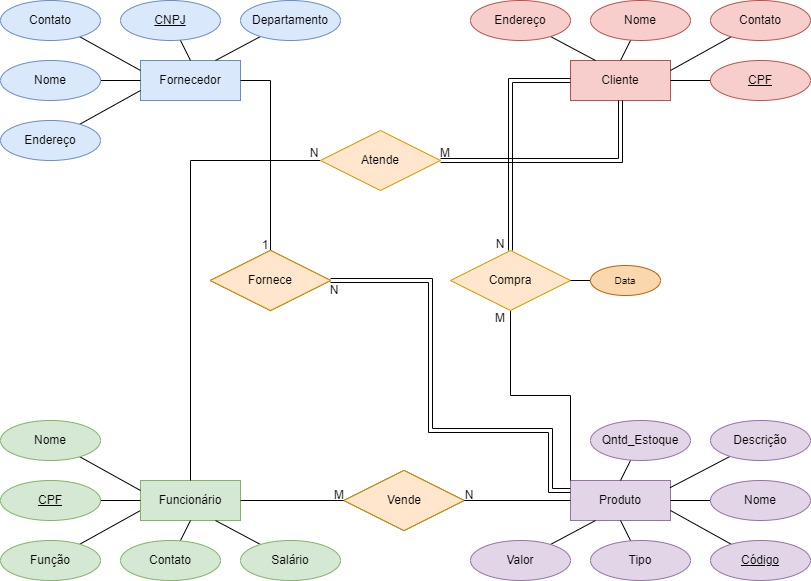 Contato
CNPJ
Departamento
Endereço
Nome
Contato
Nome
Fornecedor
Cliente
CPF
Endereço
N
Atende
M
1
N
Fornece
N
Compra
Data
M
Nome
Qntd_Estoque
Descrição
CPF
Funcionário
M
Vende
N
Produto
Nome
Função
Contato
Salário
Valor
Tipo
Código